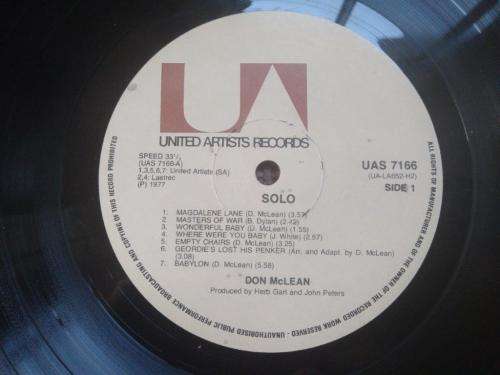 UA
UNITED ARTISTS RECORDS
SPEED 33⅓
(UAS 7166-A)
1,3,5,6,7: United Artists (SA)
2,4: Laetrec
(P) 1977
UAS 7166
(UA-LA652-H2)
SIDE 1
SOLO
1. MAGDALENE LANE (D. McLean) (3.57)
2. MASTERS OF WAR (B. Dylan)
3. WONDERFUL BABY (D. McLean) (1.55)
4. WHERE WERE YOU BABY (J. White) (2.57)
5. EMPTY CHAIRS (D. McLean) (3.25)
6. GEORDIE'S LOST HIS PENKER (Arr. and Adapt. by D. McLean)
(3.08)
7. BABYLON (D. McLean) (5.58)
DON McLEAN
Produced by Herb Gart and John Peters
ALL RIGHTS OF MANUFACTURER AND OF THE OWNER OF THE RECORDED WORK RESERVED - UNAUTHORISED PUBLIC PERFORMANCE BROADCASTING AND COPYING OF THIS RECORD PROHIBITED